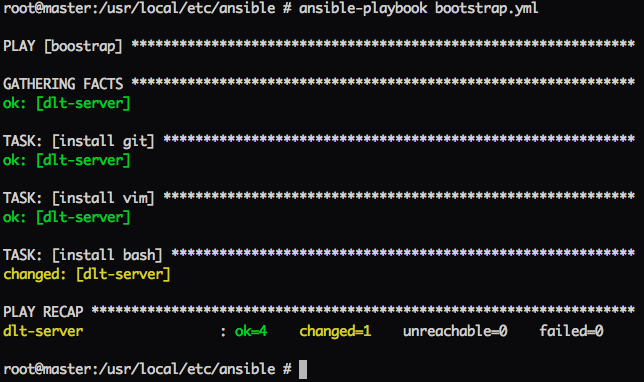 root@master:/usr/local/etc/ansible # ansible-playbook bootstrap.yml
PLAY [boostrap] ****************************************************************
GATHERING FACTS ****************************************************************
ok: [dlt-server]
TASK: [install git] ************************************************************
ok: [dlt-server]
TASK: [install vim] ************************************************************
ok: [dlt-server]
TASK: [install bash] ***********************************************************
changed: [dlt-server]
PLAY RECAP *********************************************************************
dlt-server                 : ok=4    changed=1    unreachable=0    failed=0
root@master:/usr/local/etc/ansible #